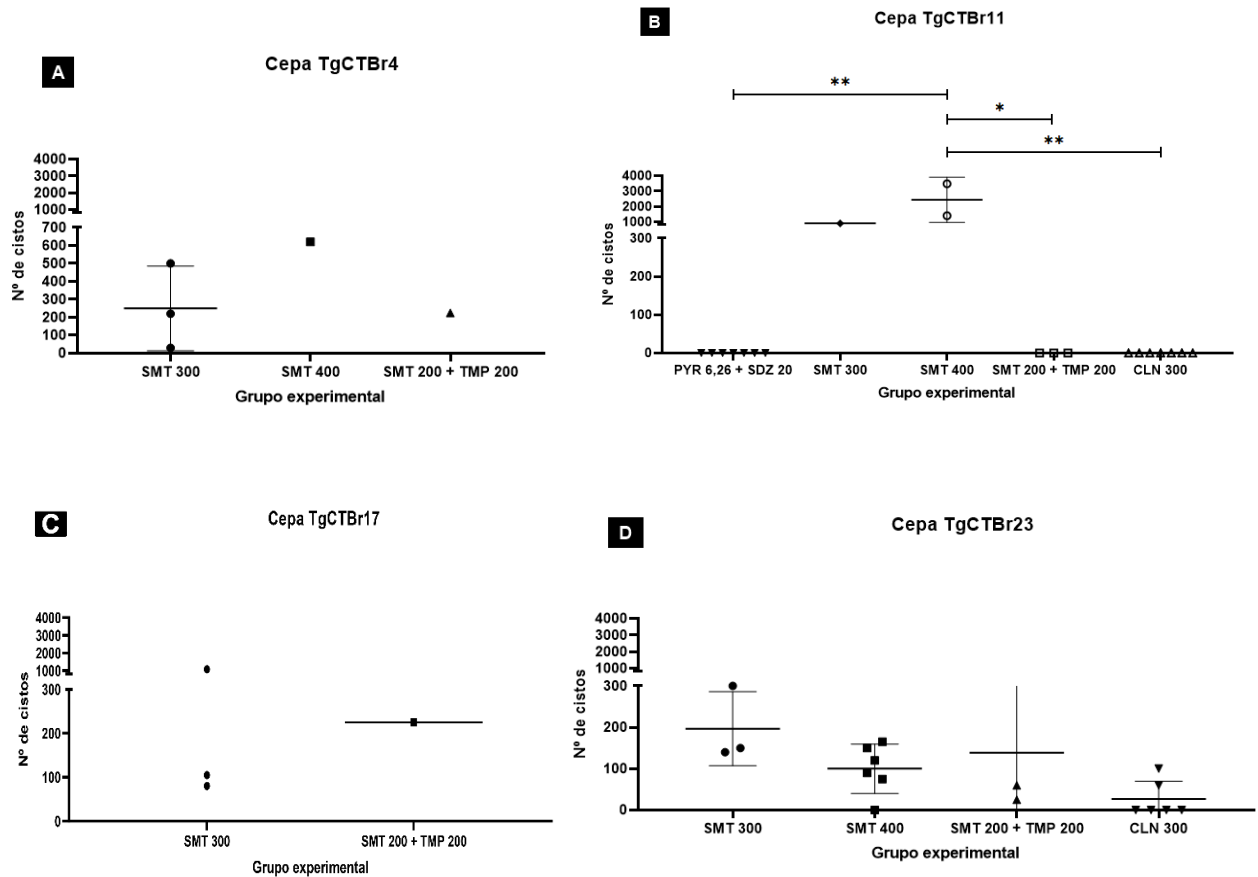 A
Cepa TgCTBr4
Nº de cistos
4000
3000
2000
1000
700
600
500
400
300
200
100
0
SMT 300
SMT 400
SMT 200 + TMP 200
Grupo experimental
B
Cepa TgCTBr11
**
*
**
Nº de cistos
4000
3000
2000
1000
300
200
100
0
PYR 6,26 + SDZ 20
SMT 300
SMT 400
SMT 200 + TMP 200
CLN 300
Grupo experimental
C
Cepa TgCTBr17
Nº de cistos
4000
3000
2000
1000
300
200
100
0
SMT 300
SMT 200 + TMP 200
Grupo experimental
D
Cepa TgCTBr23
Nº de cistos
4000
3000
2000
1000
300
200
100
0
SMT 300
SMT 400
SMT 200 + TMP 200
CLN 300
Grupo experimental